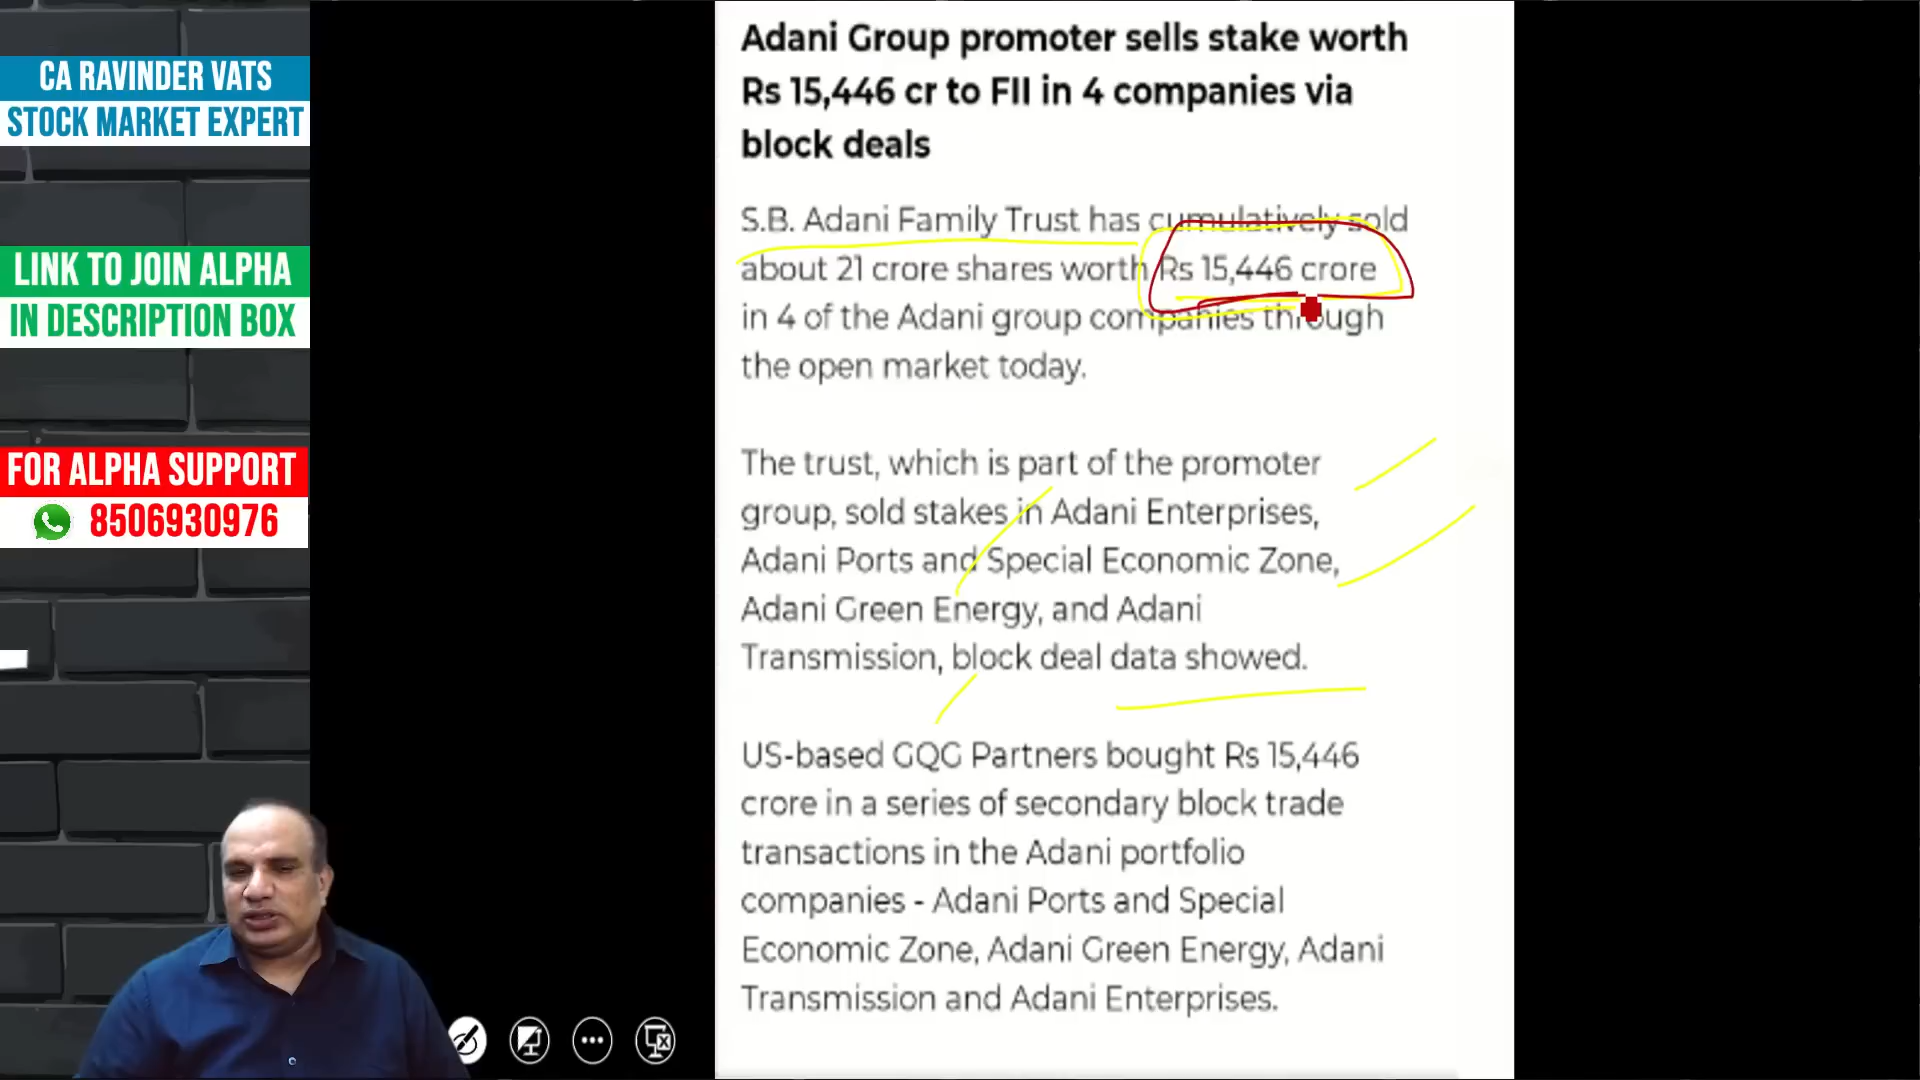 CA RAVINDER VATS
STOCK MARKET EXPERT
LINK TO JOIN ALPHA
IN DESCRIPTION BOX
FOR ALPHA SUPPORT
8506930976
Adani Group promoter sells stake worth
Rs 15,446 cr to FII in 4 companies via
block deals
S.B. Adani Family Trust has cumulatively sold
about 21 crore shares worth Rs 15,446 crore
in 4 of the Adani group companies through
the open market today.
The trust, which is part of the promoter
group, sold stakes in Adani Enterprises,
Adani Ports and Special Economic Zone,
Adani Green Energy, and Adani
Transmission, block deal data showed.
US-based GQG Partners bought Rs 15,446
crore in a series of secondary block trade
transactions in the Adani portfolio
companies - Adani Ports and Special
Economic Zone, Adani Green Energy, Adani
Transmission and Adani Enterprises.